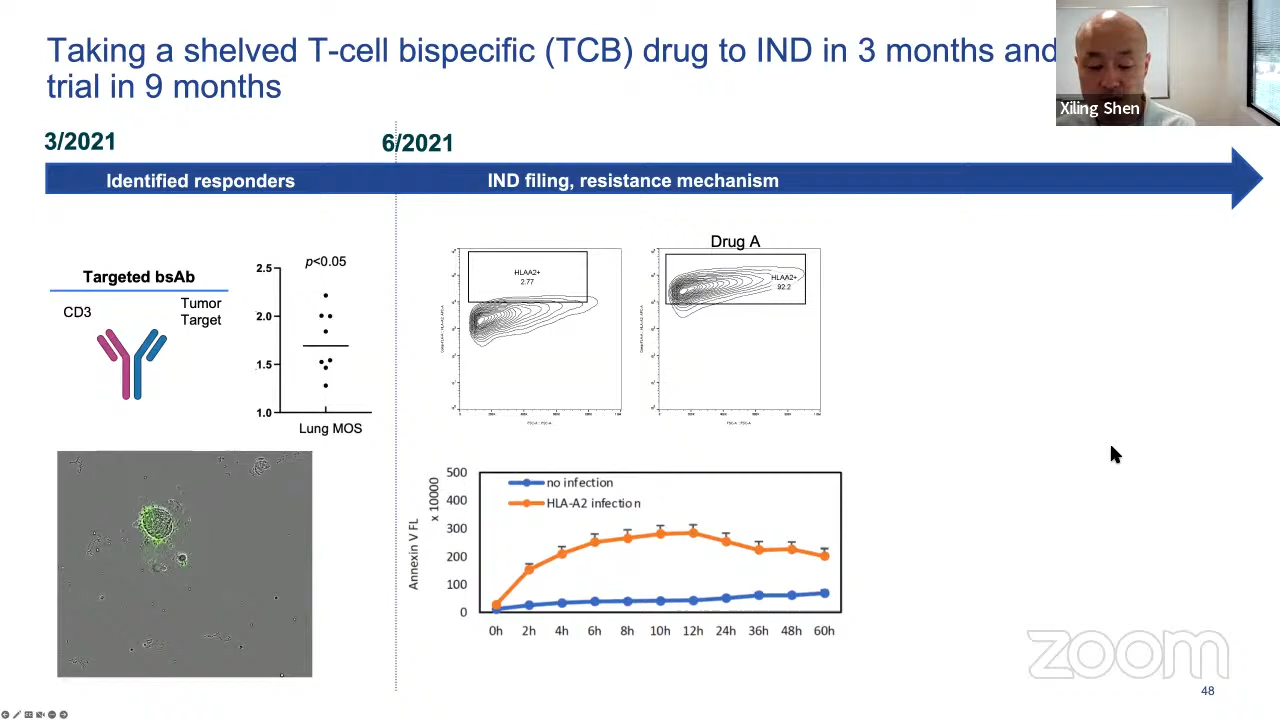 Taking a shelved T-cell bispecific (TCB) drug to IND in 3 months and
trial in 9 months
Xiling Shen
3/2021
6/2021
Identified responders
IND filing, resistance mechanism
Targeted bsAb
CD3
Tumor
Target
p<0.05
2.5
2.0
1.5
1.0
Lung MOS
HLAA2+
2.77
Drug A
HLAA2+
92.2
Annexin V FL
x 10000
500
400
300
200
100
0
no infection
HLA-A2 infection
0h 2h 4h 6h 8h 10h 12h 24h 36h 48h 60h
zoom
48